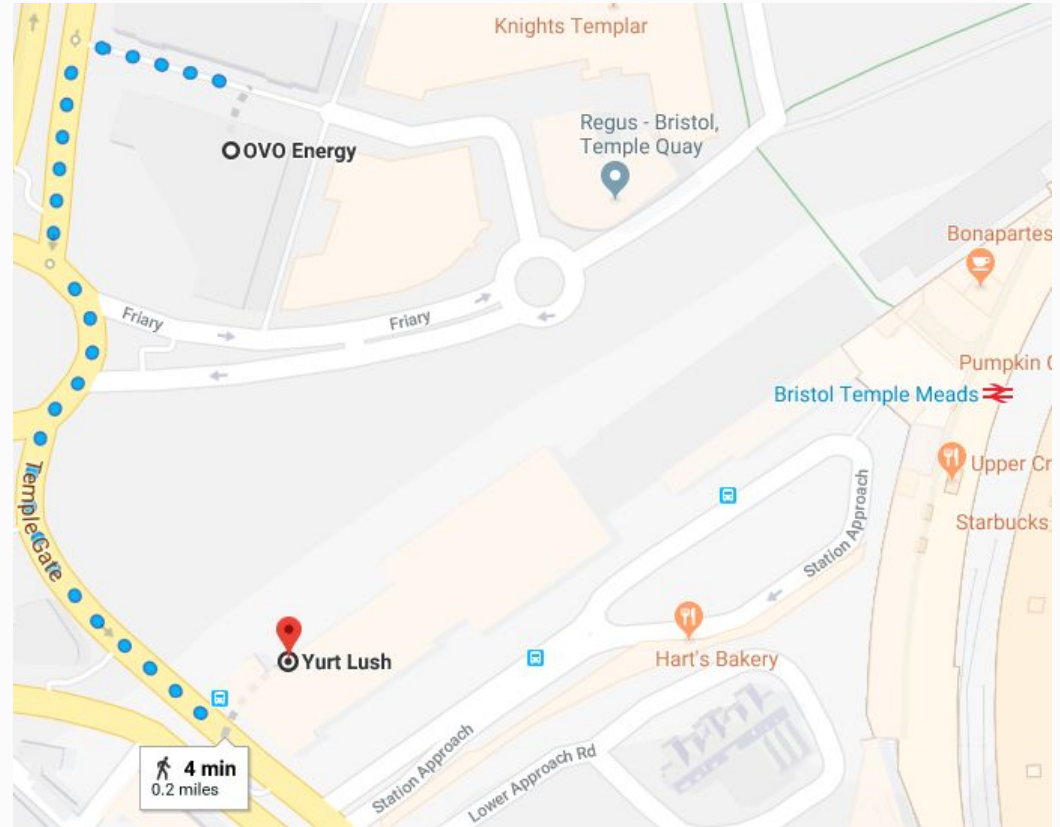 Knights Templar
Regus - Bristol,
Temple Quay
OVO Energy
Bonapartes
Friary
Friary
Pumpkin
Bristol Temple Meads
Upper Cr
Temple Gate
Station Approach
Starbucks
Yurt Lush
Hart's Bakery
4 min
0.2 miles
Station Approach
Lower Approach Rd